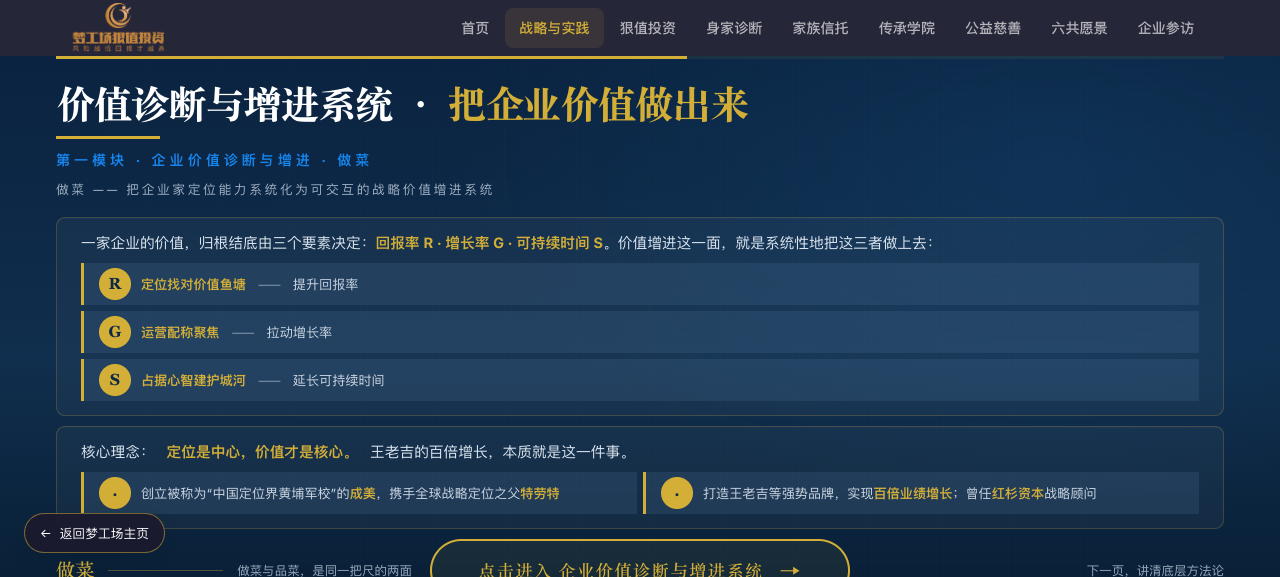 梦工场狠值投资
首页 战略与实践 狠值投资 身家诊断 家族信托 传承学院 公益慈善 六共愿景 企业参访
价值诊断与增进系统 · 把企业价值做出来
第一模块 · 企业价值诊断与增进 · 做菜
做菜 —— 把企业家定位能力系统化为可交互的战略价值增进系统
一家企业的价值，归根结底由三个要素决定：回报率 R · 增长率 G · 可持续时间 S。价值增进这一面，就是系统性地把这三者做上去：
R 定位找对价值鱼塘 —— 提升回报率
G 运营配称聚焦 —— 拉动增长率
S 占据心智建护城河 —— 延长可持续时间
核心理念： 定位是中心，价值才是核心。 王老吉的百倍增长，本质就是这一件事。
· 创立被称为“中国定位界黄埔军校”的成美，携手全球战略定位之父特劳特
· 打造王老吉等强势品牌，实现百倍业绩增长；曾任红杉资本战略顾问
← 返回梦工场主页
做菜 做菜与品菜，是同一把尺的两面
点击进入 企业价值诊断与增进系统 →
下一页，讲清底层方法论